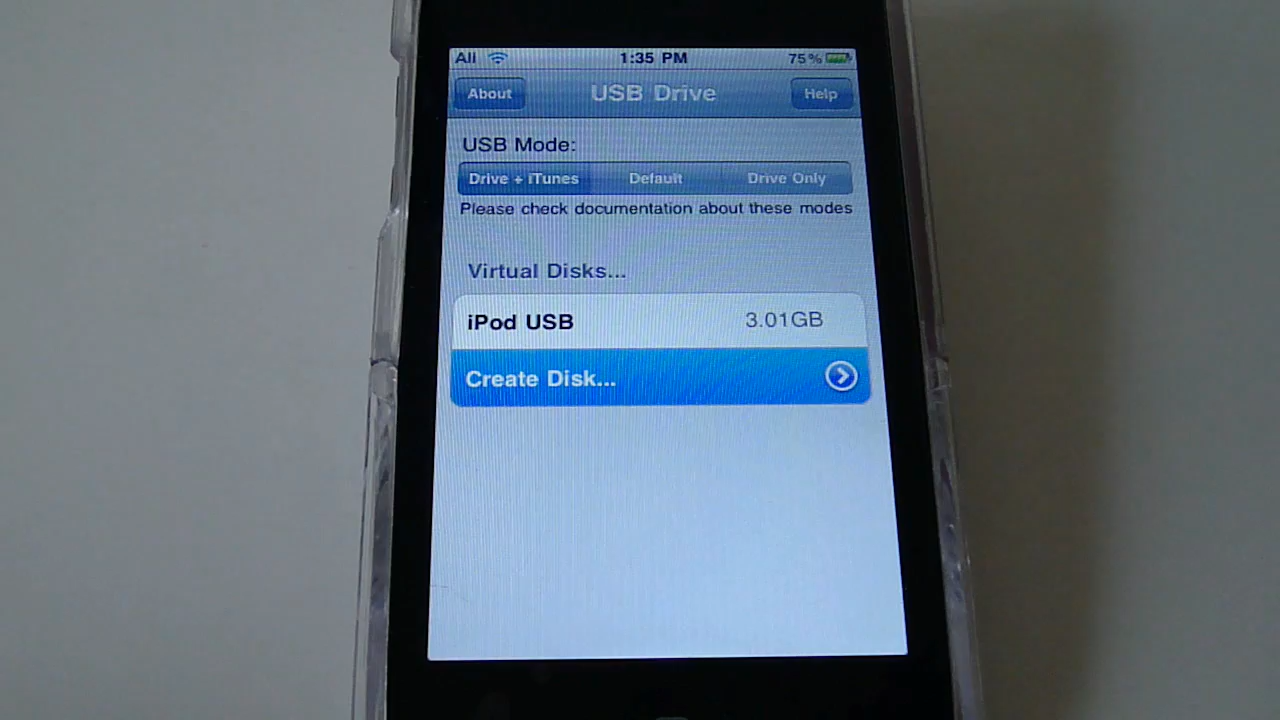 Ali 1:35 PM 75%
About USB Drive Help
USB Mode:
Drive + iTunes Default Drive Only
Please check documentation about these modes
Virtual Disks...
iPod USB 3.01GB
Create Disk...